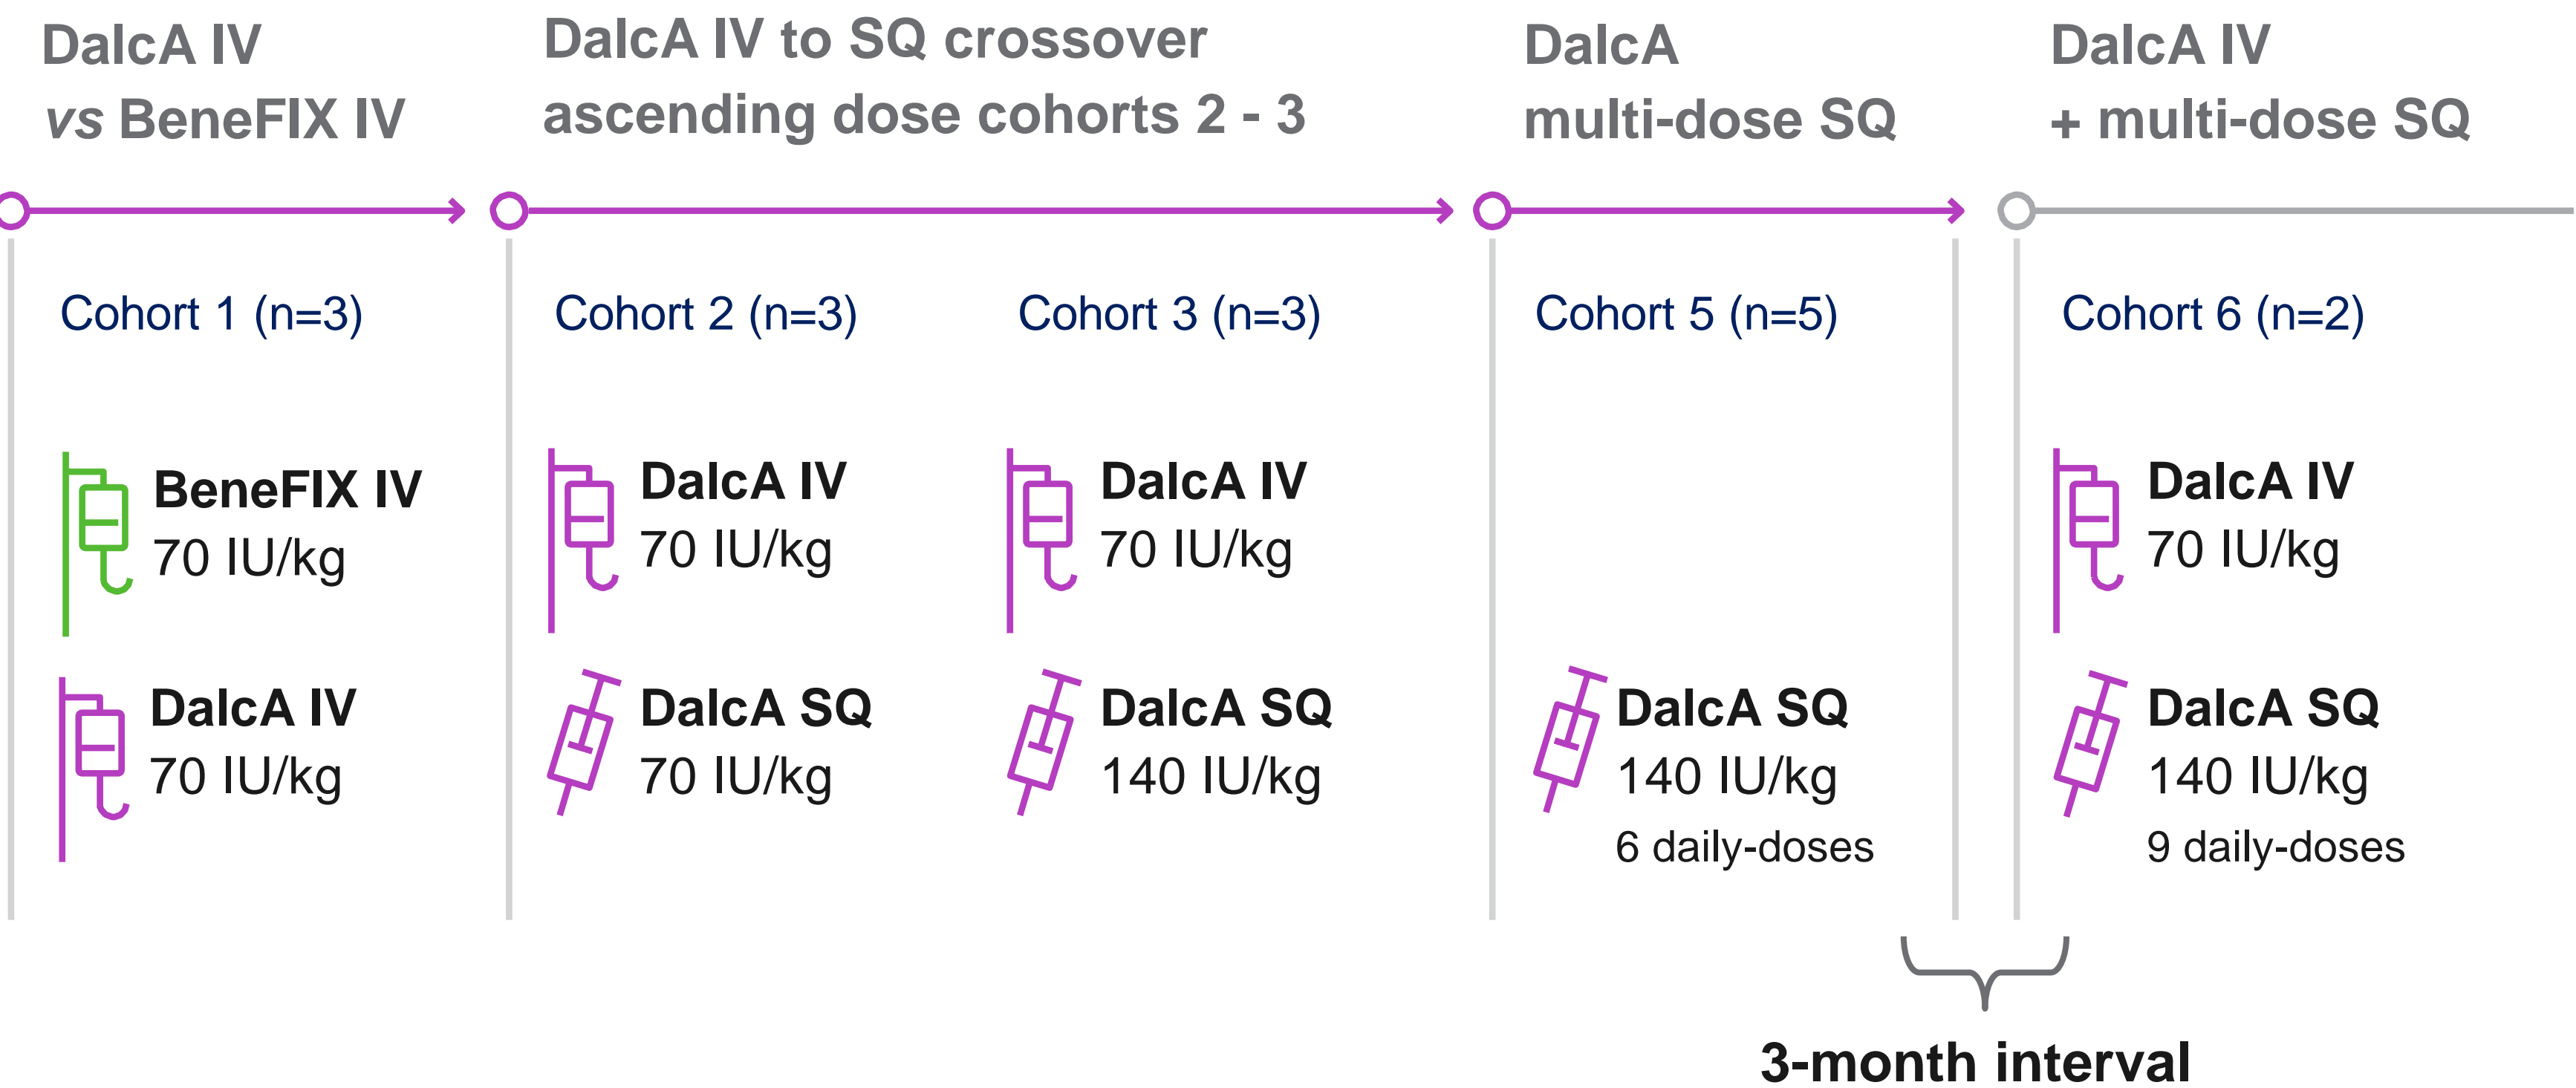 DalcA IV
vs BeneFIX IV
DalcA IV to SQ crossover
ascending dose cohorts 2 - 3
DalcA
multi-dose SQ
DalcA IV
+ multi-dose SQ
Cohort 1 (n=3)
Cohort 2 (n=3)
Cohort 3 (n=3)
Cohort 5 (n=5)
Cohort 6 (n=2)
BeneFIX IV
70 IU/kg
DalcA IV
70 IU/kg
DalcA IV
70 IU/kg
DalcA SQ
70 IU/kg
DalcA IV
70 IU/kg
DalcA SQ
140 IU/kg
DalcA SQ
140 IU/kg
6 daily-doses
DalcA IV
70 IU/kg
DalcA SQ
140 IU/kg
9 daily-doses
3-month interval